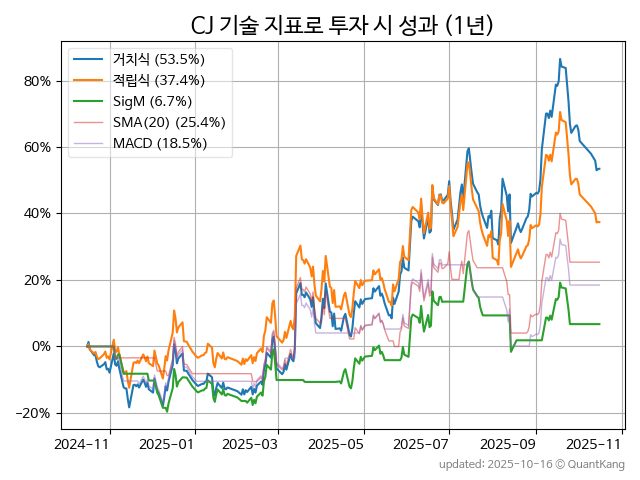 CJ 기술 지표로 투자 시 성과 (1년)
거치식 (53.5%)
적립식 (37.4%)
SigM (6.7%)
SMA(20) (25.4%)
MACD (18.5%)
80%
60%
40%
20%
0%
−20%
2024-11
2025-01
2025-03
2025-05
2025-07
2025-09
2025-11
updated: 2025-10-16 © QuantKang